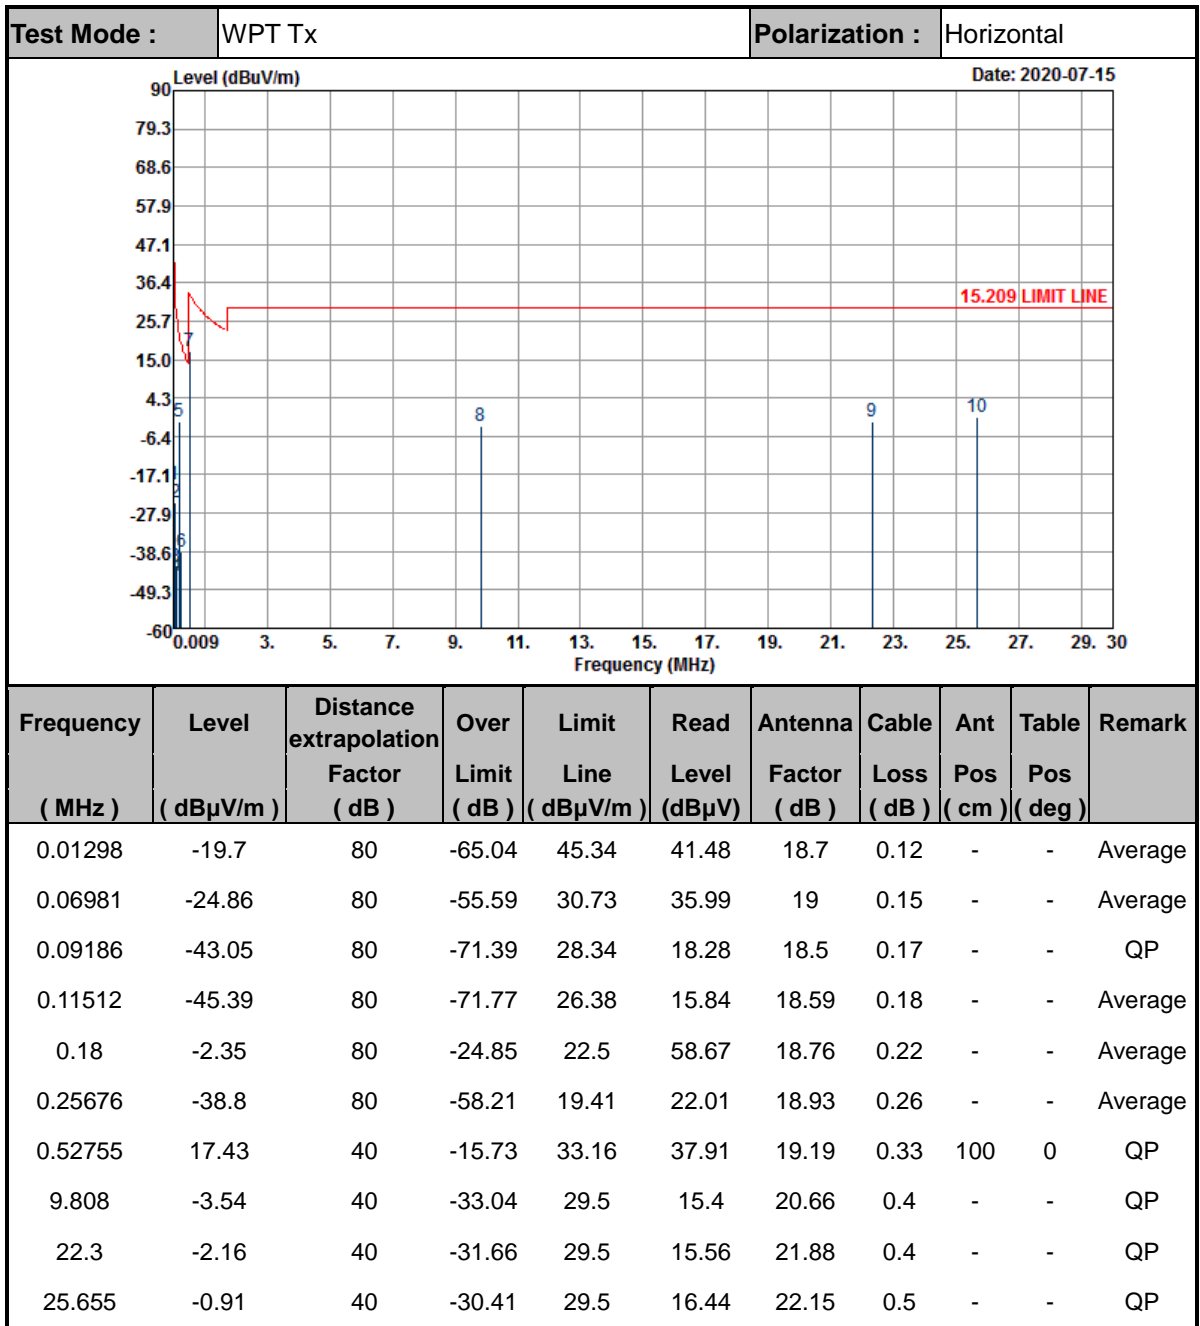 Test Mode : WPT Tx Polarization : Horizontal
Level (dBuV/m) Date: 2020-07-15
90
79.3
68.6
57.9
47.1
36.4
15.209 LIMIT LINE
25.7
7
15.0
4.3
5 8 9 10
-6.4
-17.1
2
-27.9
6
-38.6
-49.3
-60
0.009 3. 5. 7. 9. 11. 13. 15. 17. 19. 21. 23. 25. 27. 29. 30
Frequency (MHz)
Frequency Level Distance extrapolation Over Limit Read Antenna Cable Ant Table Remark
Factor Limit Line Level Factor Loss Pos Pos
( MHz ) ( dBµV/m ) ( dB ) ( dB ) ( dBµV/m ) (dBµV) ( dB ) ( dB ) ( cm ) ( deg )
0.01298 -19.7 80 -65.04 45.34 41.48 18.7 0.12 - - Average
0.06981 -24.86 80 -55.59 30.73 35.99 19 0.15 - - Average
0.09186 -43.05 80 -71.39 28.34 18.28 18.5 0.17 - - QP
0.11512 -45.39 80 -71.77 26.38 15.84 18.59 0.18 - - Average
0.18 -2.35 80 -24.85 22.5 58.67 18.76 0.22 - - Average
0.25676 -38.8 80 -58.21 19.41 22.01 18.93 0.26 - - Average
0.52755 17.43 40 -15.73 33.16 37.91 19.19 0.33 100 0 QP
9.808 -3.54 40 -33.04 29.5 15.4 20.66 0.4 - - QP
22.3 -2.16 40 -31.66 29.5 15.56 21.88 0.4 - - QP
25.655 -0.91 40 -30.41 29.5 16.44 22.15 0.5 - - QP